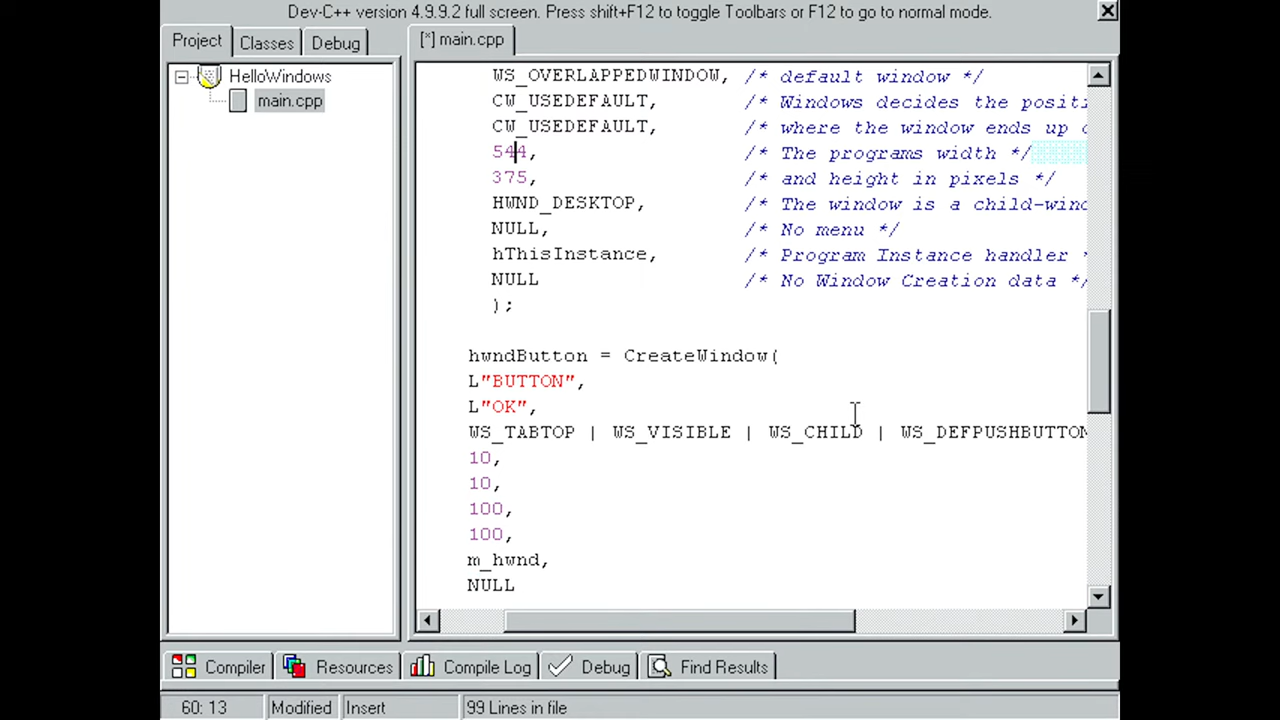 Dev-C++ version 4.9.9.2 full screen. Press shift+F12 to toggle Toolbars or F12 to go to normal mode.
Project Classes Debug
[*] main.cpp
HelloWindows
main.cpp
WS_OVERLAPPEDWINDOW, /* default window */
CW_USEDEFAULT, /* Windows decides the positi
CW_USEDEFAULT, /* where the window ends up
544, /* The programs width */
375, /* and height in pixels */
HWND_DESKTOP, /* The window is a child-wind
NULL, /* No menu */
hThisInstance, /* Program Instance handler *
NULL /* No Window Creation data */
);
hwndButton = CreateWindow(
L"BUTTON",
L"OK",
WS_TABTOP | WS_VISIBLE | WS_CHILD | WS_DEFPUSHBUTTON
10,
10,
100,
100,
m_hwnd,
NULL
Compiler Resources Compile Log Debug Find Results
60: 13 Modified Insert 99 Lines in file